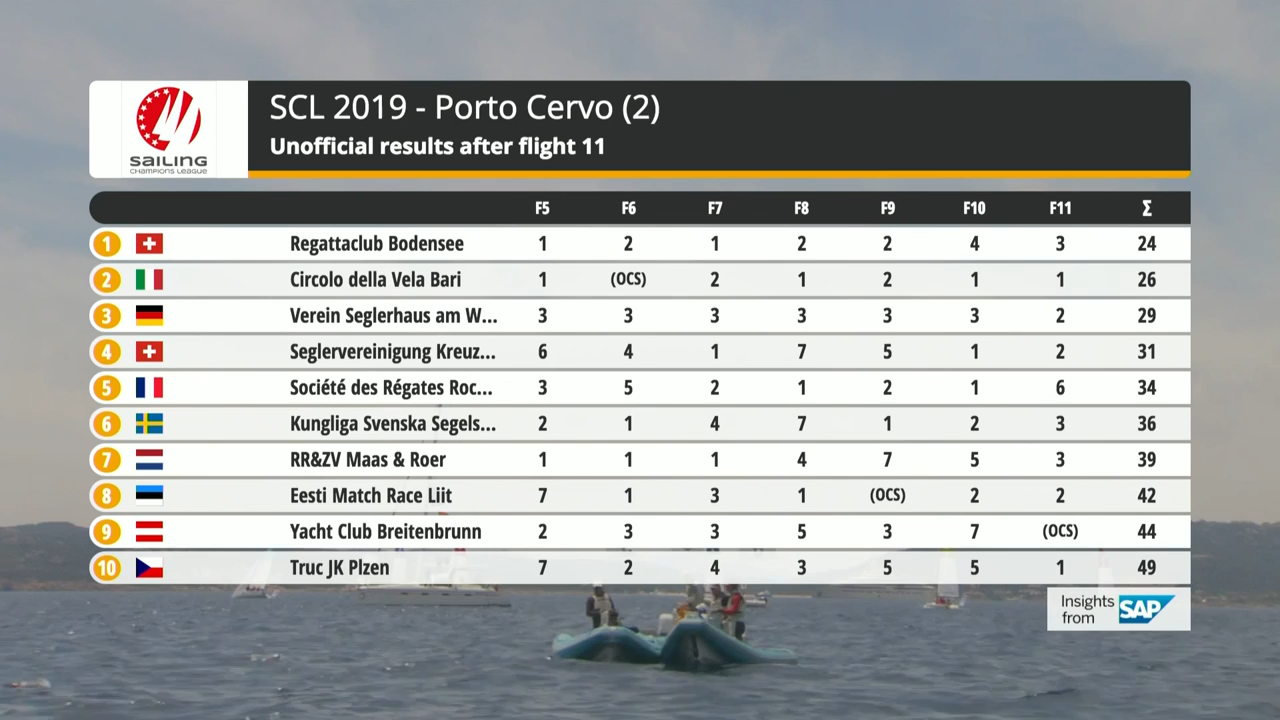 SCL 2019 - Porto Cervo (2)
Unofficial results after flight 11
SAILING
CHAMPIONS LEAGUE
F5 F6 F7 F8 F9 F10 F11 Σ
1 Regattaclub Bodensee 1 2 1 2 2 4 3 24
2 Circolo della Vela Bari 1 (OCS) 2 1 2 1 1 26
3 Verein Seglerhaus am W... 3 3 3 3 3 3 2 29
4 Seglervereinigung Kreuz... 6 4 1 7 5 1 2 31
5 Société des Régates Roc... 3 5 2 1 2 1 6 34
6 Kungliga Svenska Segels... 2 1 4 7 1 2 3 36
7 RR&ZV Maas & Roer 1 1 1 4 7 5 3 39
8 Eesti Match Race Liit 7 1 3 1 (OCS) 2 2 42
9 Yacht Club Breitenbrunn 2 3 3 5 3 7 (OCS) 44
10 Truc JK Plzen 7 2 4 3 5 5 1 49
Insights
from SAP